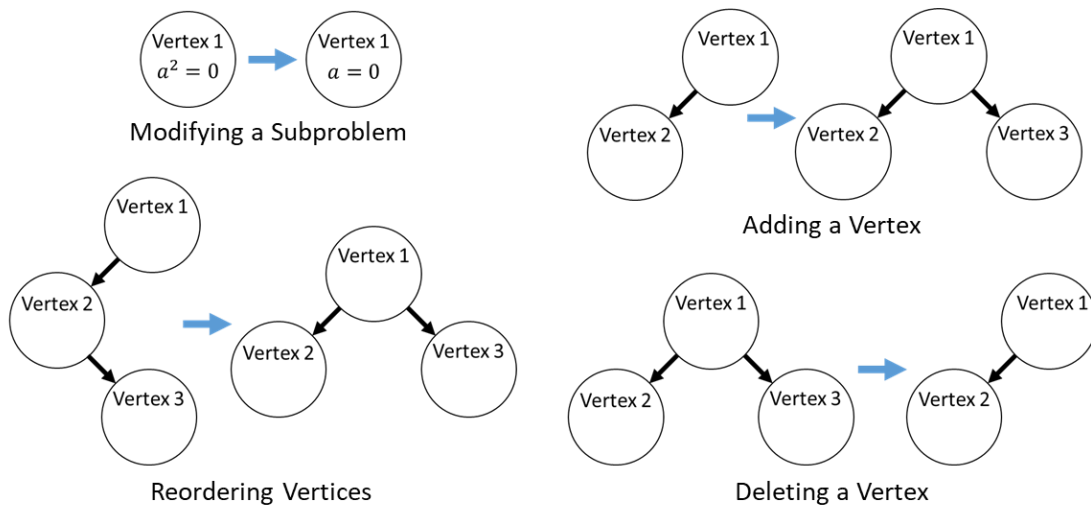 Vertex 1
a² = 0
Vertex 1
a = 0
Modifying a Subproblem
Vertex 1
Vertex 2
Vertex 1
Vertex 2
Vertex 3
Adding a Vertex
Vertex 1
Vertex 2
Vertex 3
Vertex 1
Vertex 2
Vertex 3
Reordering Vertices
Vertex 1
Vertex 2
Vertex 3
Vertex 1
Vertex 2
Deleting a Vertex